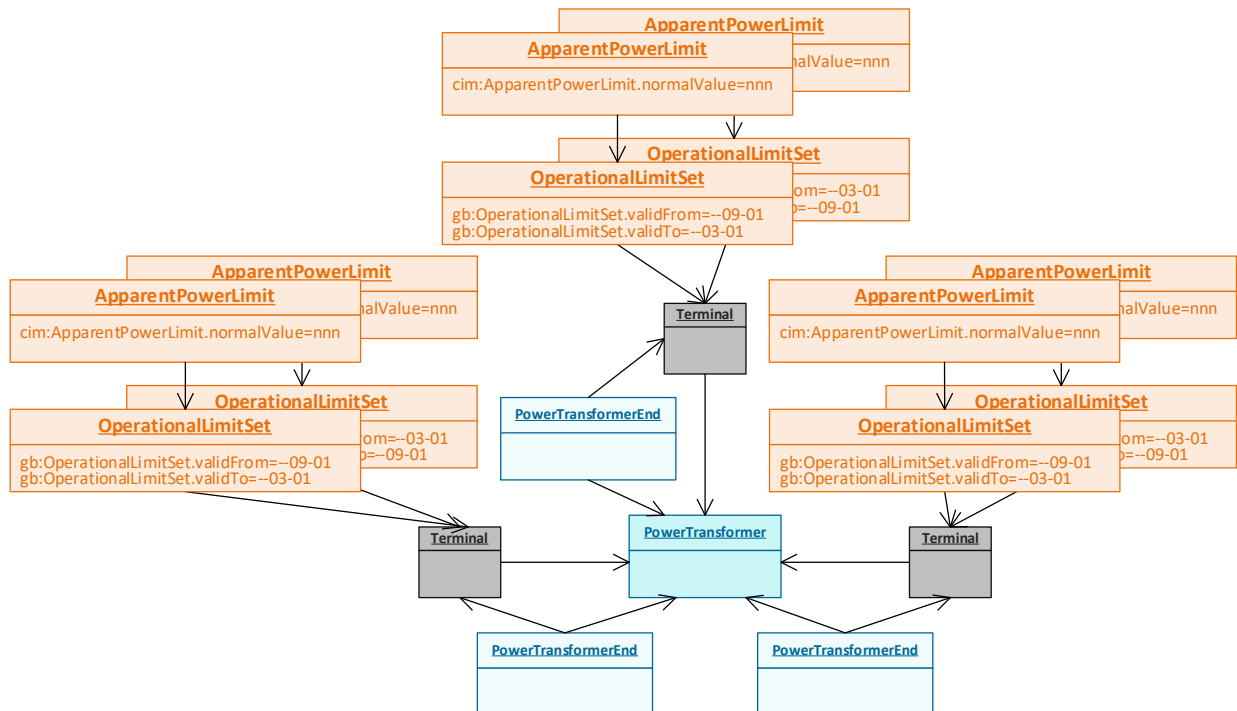 ApparentPowerLimit
ApparentPowerLimit
nalValue=nnn
cim:ApparentPowerLimit.normalValue=nnn
OperationalLimitSet
OperationalLimitSet
om=--03-01
=--09-01
gb:OperationalLimitSet.validFrom=--09-01
gb:OperationalLimitSet.validTo=--03-01
ApparentPowerLimit
ApparentPowerLimit
nalValue=nnn
cim:ApparentPowerLimit.normalValue=nnn
OperationalLimitSet
OperationalLimitSet
om=--03-01
=--09-01
gb:OperationalLimitSet.validFrom=--09-01
gb:OperationalLimitSet.validTo=--03-01
Terminal
PowerTransformerEnd
ApparentPowerLimit
ApparentPowerLimit
nalValue=nnn
cim:ApparentPowerLimit.normalValue=nnn
OperationalLimitSet
OperationalLimitSet
om=--03-01
=--09-01
gb:OperationalLimitSet.validFrom=--09-01
gb:OperationalLimitSet.validTo=--03-01
Terminal
PowerTransformer
Terminal
PowerTransformerEnd
PowerTransformerEnd